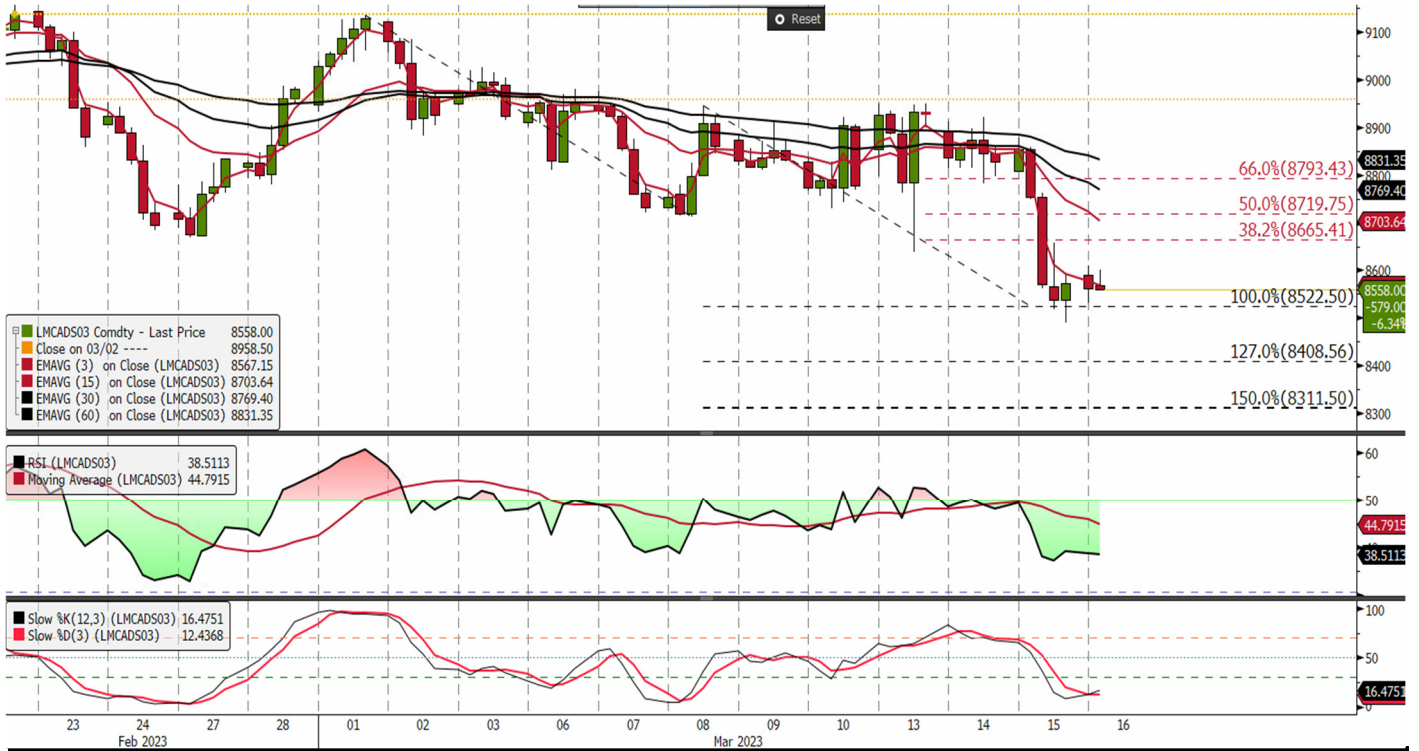 Reset
9100
9000
8900
8831.35
8800
8769.40
8703.64
8600
8558.00
-579.00
-6.34%
8400
8300
66.0%(8793.43)
50.0%(8719.75)
38.2%(8665.41)
100.0%(8522.50)
127.0%(8408.56)
150.0%(8311.50)
LMCADS03 Comdty - Last Price 8558.00
Close on 03/02 ---- 8958.50
EMAVG (3) on Close (LMCADS03) 8567.15
EMAVG (15) on Close (LMCADS03) 8703.64
EMAVG (30) on Close (LMCADS03) 8769.40
EMAVG (60) on Close (LMCADS03) 8831.35
RSI (LMCADS03) 38.5113
Moving Average (LMCADS03) 44.7915
60
50
44.7915
38.5113
Slow %K(12,3) (LMCADS03) 16.4751
Slow %D(3) (LMCADS03) 12.4368
100
50
16.4751
0
23 24 27 28 01 02 03 06 07 08 09 10 13 14 15 16
Feb 2023 Mar 2023